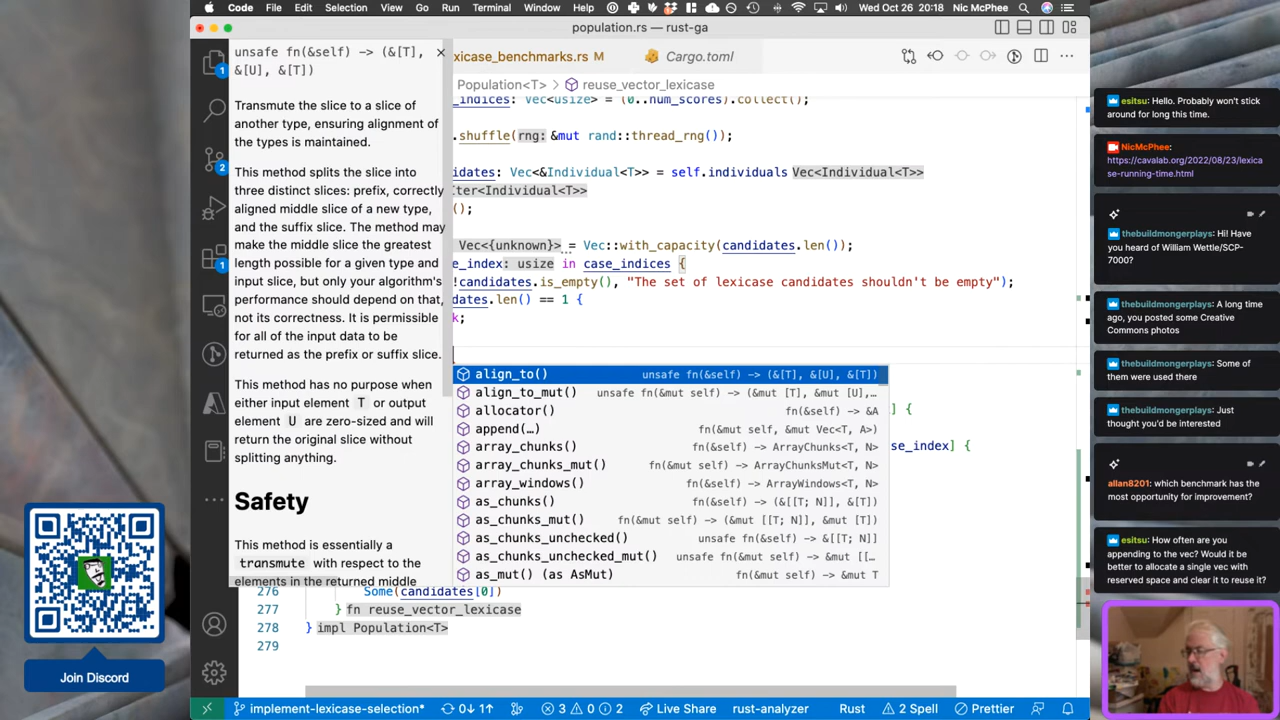 Code File Edit Selection View Go Run Terminal Window Help Wed Oct 26 20:18 Nic McPhee
population.rs — rust-ga
unsafe fn(&self) -> (&[T],
&[U], &[T])
Transmute the slice to a slice of
another type, ensuring alignment of
the types is maintained.
This method splits the slice into
three distinct slices: prefix, correctly
aligned middle slice of a new type,
and the suffix slice. The method may
make the middle slice the greatest
length possible for a given type and
input slice, but only your algorithm's
performance should depend on that,
not its correctness. It is permissible
for all of the input data to be
returned as the prefix or suffix slice.
This method has no purpose when
either input element T or output
element U are zero-sized and will
return the original slice without
splitting anything.
Safety
This method is essentially a
transmute with respect to the
elements in the returned middle
exicase_benchmarks.rs M Cargo.toml
Population<T> > reuse_vector_lexicase
_indices: Vec<usize> = (0..num_scores).collect();
.shuffle(rng: &mut rand::thread_rng());
idates: Vec<&Individual<T>> = self.individuals Vec<Individual<T>>
Iter<Individual<T>>
();
Vec<{unknown}> = Vec::with_capacity(candidates.len());
e_index: usize in case_indices {
!candidates.is_empty(), "The set of lexicase candidates shouldn't be empty");
dates.len() == 1 {
k;
align_to() unsafe fn(&self) -> (&[T], &[U], &[T])
align_to_mut() unsafe fn(&mut self) -> (&mut [T], &mut [U],…
allocator() fn(&self) -> &A
append(…) fn(&mut self, &mut Vec<T, A>)
array_chunks() fn(&self) -> ArrayChunks<T, N>
array_chunks_mut() fn(&mut self) -> ArrayChunksMut<T, N>
array_windows() fn(&self) -> ArrayWindows<T, N>
as_chunks() fn(&self) -> (&[[T; N]], &[T])
as_chunks_mut() fn(&mut self) -> (&mut [[T; N]], &mut [T])
as_chunks_unchecked() unsafe fn(&self) -> &[[T; N]]
as_chunks_unchecked_mut() unsafe fn(&mut self) -> &mut [[…
as_mut() (as AsMut) fn(&mut self) -> &mut T
] {
se_index] {
276 Some(candidates[0])
277 } fn reuse_vector_lexicase
278 } impl Population<T>
279
implement-lexicase-selection* 0↓ 1↑ 3 0 2 Live Share rust-analyzer Rust 2 Spell Prettier
1
2
1
Join Discord
esitsu: Hello. Probably won't stick
around for long this time.
NicMcPhee:
https://cavalab.org/2022/08/23/lexica
se-running-time.html
thebuildmongerplays: Hi! Have
you heard of William Wettle/SCP-
7000?
thebuildmongerplays: A long time
ago, you posted some Creative
Commons photos
thebuildmongerplays: Some of
them were used there
thebuildmongerplays: Just
thought you'd be interested
allan8201: which benchmark has the
most opportunity for improvement?
esitsu: How often are you
appending to the vec? Would it be
better to allocate a single vec with
reserved space and clear it to reuse it?